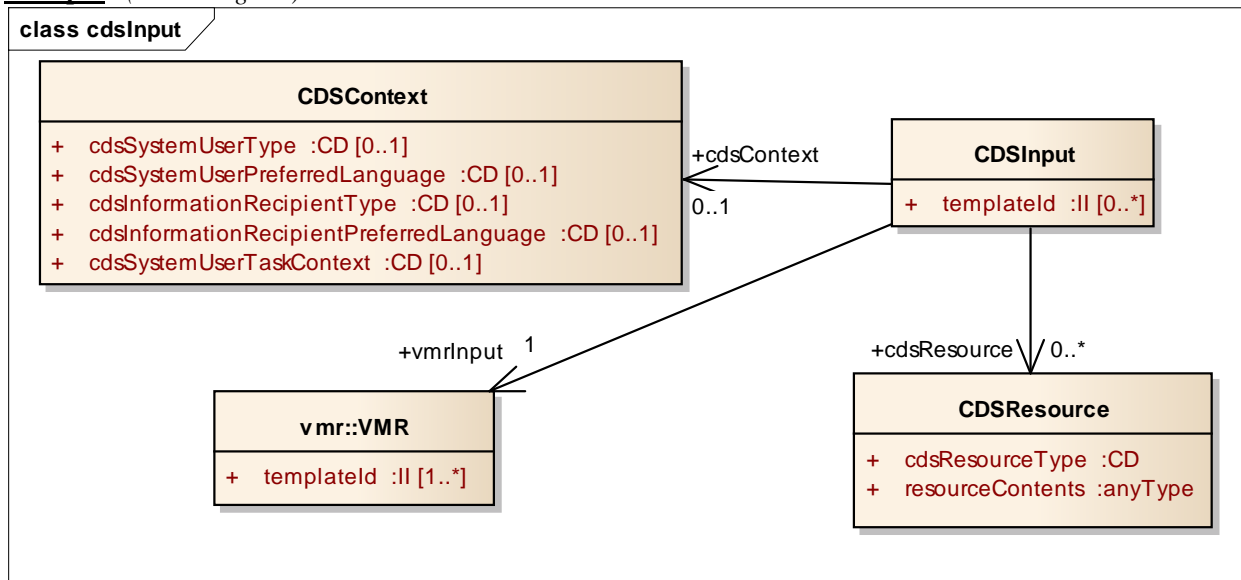 class cdsInput
CDSContext
+ cdsSystemUserType :CD [0..1]
+ cdsSystemUserPreferredLanguage :CD [0..1]
+ cdsInformationRecipientType :CD [0..1]
+ cdsInformationRecipientPreferredLanguage :CD [0..1]
+ cdsSystemUserTaskContext :CD [0..1]
+cdsContext
0..1
CDSInput
+ templateId :II [0..*]
+vmrInput 1
+cdsResource 0..*
vmr::VMR
+ templateId :II [1..*]
CDSResource
+ cdsResourceType :CD
+ resourceContents :anyType